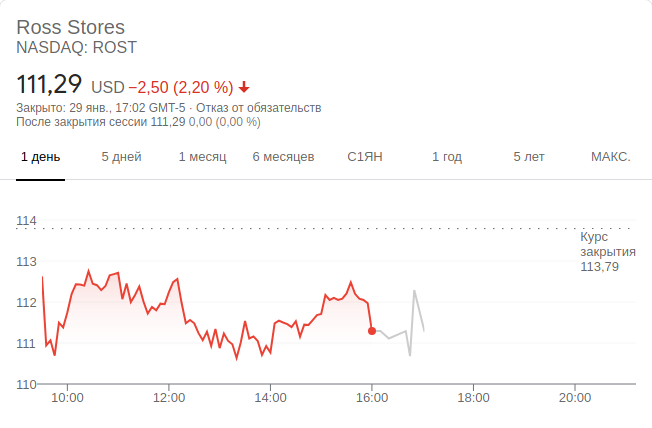 Ross Stores
NASDAQ: ROST
111,29 USD −2,50 (2,20 %)
Закрыто: 29 янв., 17:02 GMT-5 · Отказ от обязательств
После закрытия сессии 111,29 0,00 (0,00 %)
1 день 5 дней 1 месяц 6 месяцев С1ЯН 1 год 5 лет МАКС.
114
Курс
закрытия
113,79
113
112
111
110
10:00 12:00 14:00 16:00 18:00 20:00